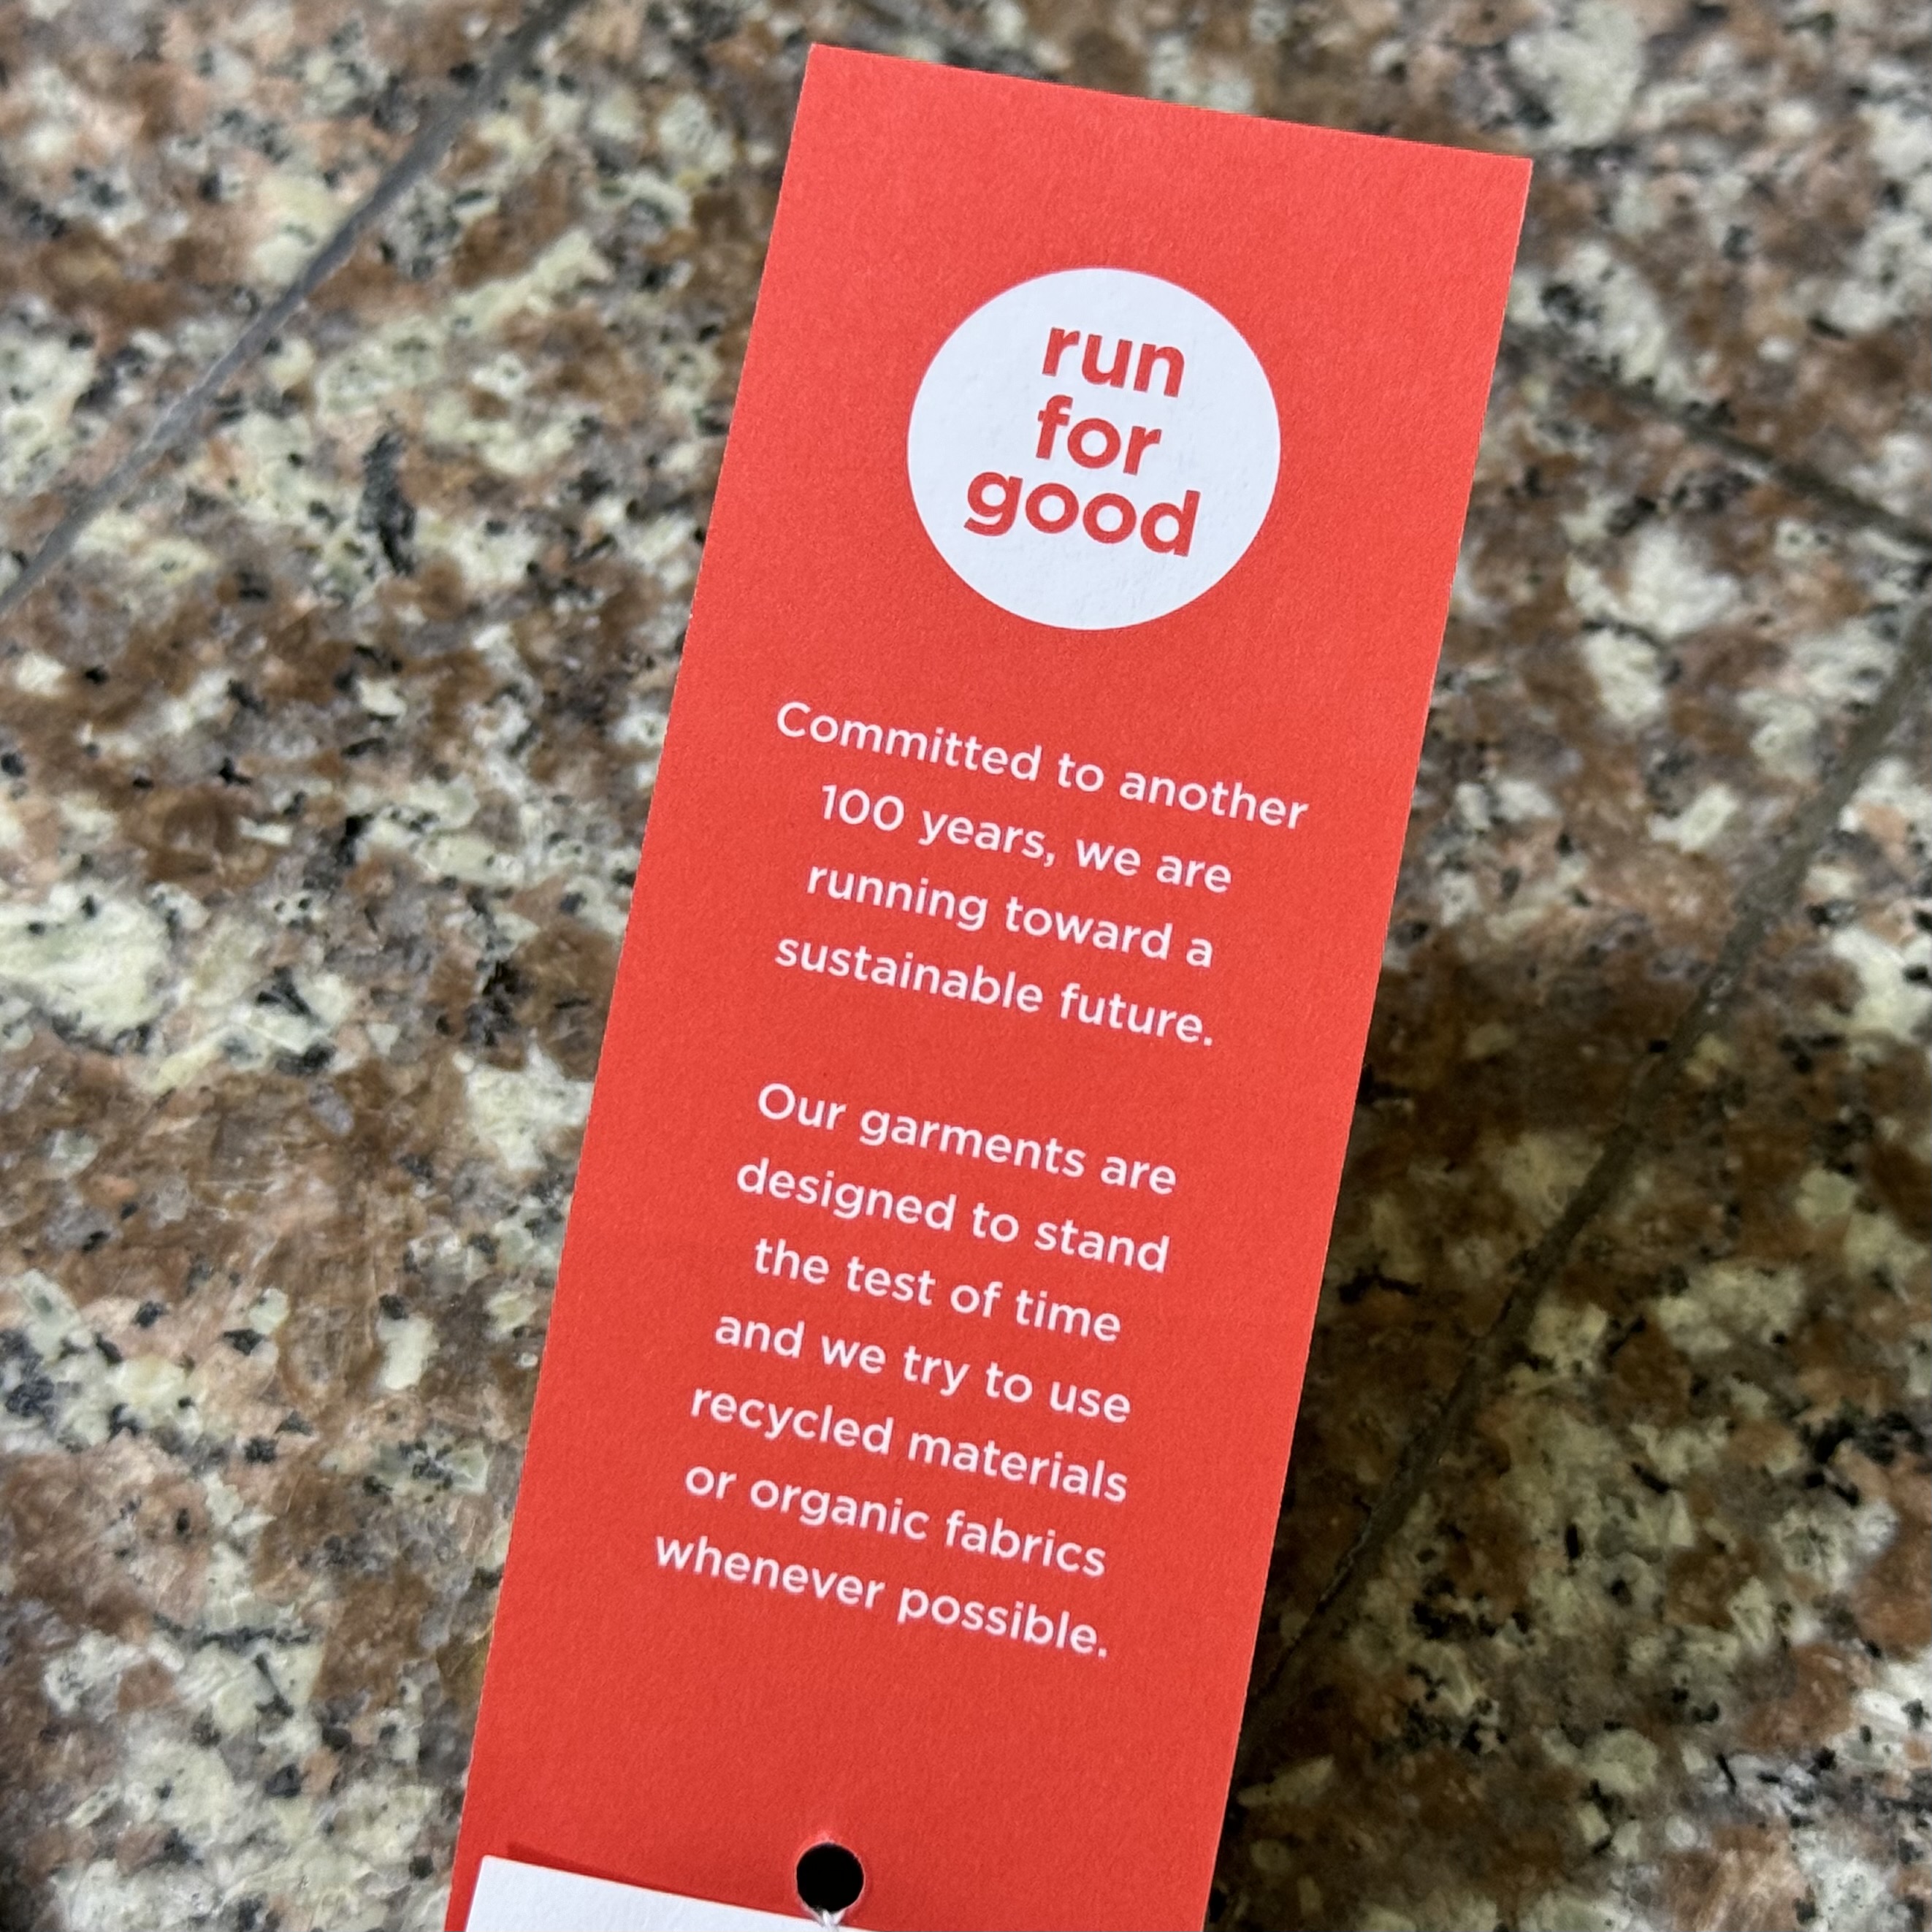 run
for
good
Committed to another
100 years, we are
running toward a
sustainable future.
Our garments are
designed to stand
the test of time
and we try to use
recycled materials
or organic fabrics
whenever possible.